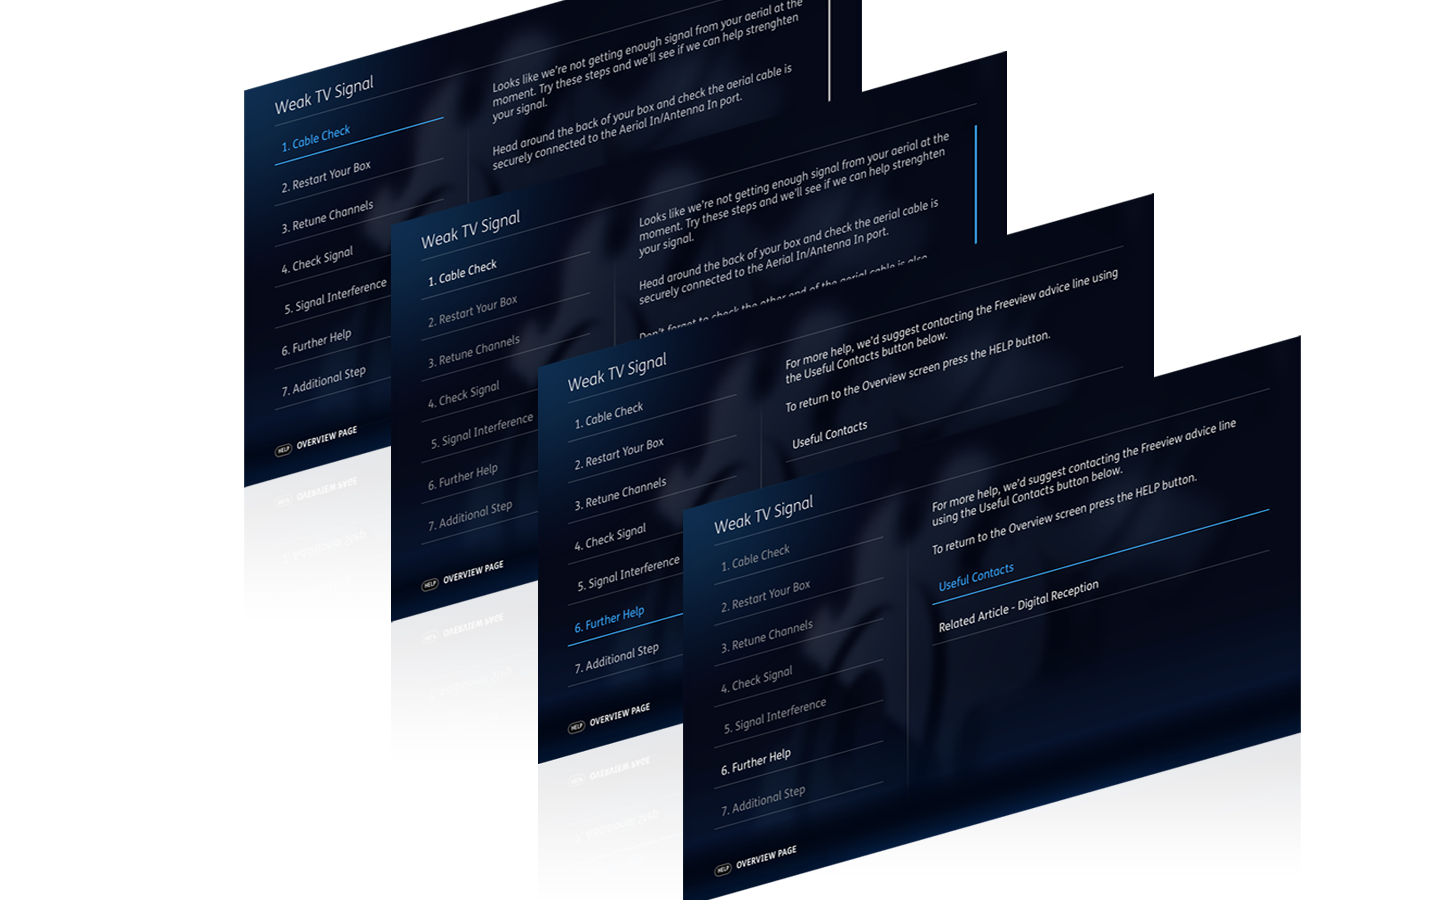 Weak TV Signal
1. Cable Check
2. Restart Your Box
3. Retune Channels
4. Check Signal
5. Signal Interference
6. Further Help
7. Additional Step
HELP OVERVIEW PAGE
Looks like we're not getting enough signal from your aerial at the
moment. Try these steps and we'll see if we can help strenghten
your signal.
Head around the back of your box and check the aerial cable is
securely connected to the Aerial In/Antenna In port.
Weak TV Signal
1. Cable Check
2. Restart Your Box
3. Retune Channels
4. Check Signal
5. Signal Interference
6. Further Help
7. Additional Step
HELP OVERVIEW PAGE
Looks like we're not getting enough signal from your aerial at the
moment. Try these steps and we'll see if we can help strenghten
your signal.
Head around the back of your box and check the aerial cable is
securely connected to the Aerial In/Antenna In port.
Don't forget to check the other end of the aerial cable is also
Weak TV Signal
1. Cable Check
2. Restart Your Box
3. Retune Channels
4. Check Signal
5. Signal Interference
6. Further Help
7. Additional Step
HELP OVERVIEW PAGE
For more help, we'd suggest contacting the Freeview advice line using
the Useful Contacts button below.
To return to the Overview screen press the HELP button.
Useful Contacts
Weak TV Signal
1. Cable Check
2. Restart Your Box
3. Retune Channels
4. Check Signal
5. Signal Interference
6. Further Help
7. Additional Step
HELP OVERVIEW PAGE
For more help, we'd suggest contacting the Freeview advice line
using the Useful Contacts button below.
To return to the Overview screen press the HELP button.
Useful Contacts
Related Article - Digital Reception